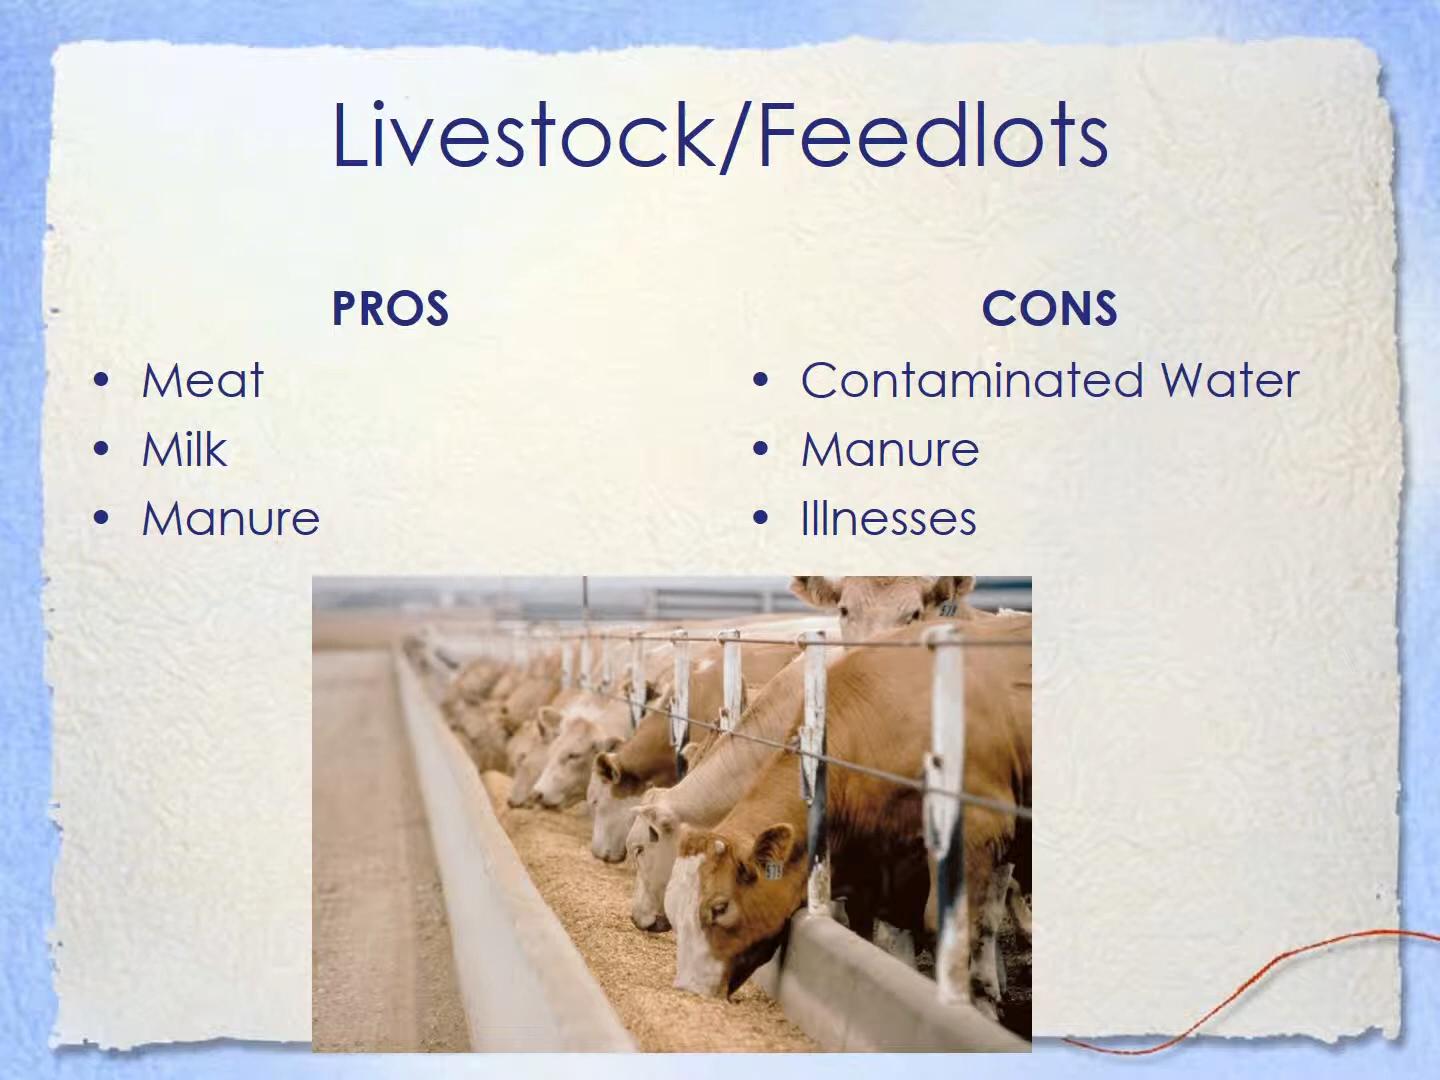 Livestock/Feedlots
PROS
• Meat
• Milk
• Manure
CONS
• Contaminated Water
• Manure
• Illnesses